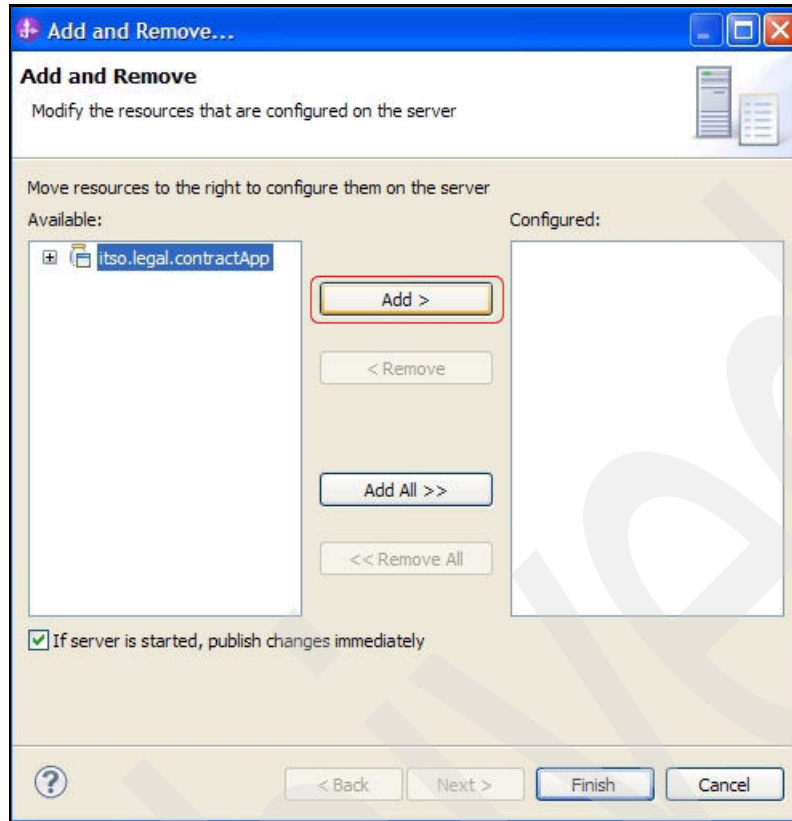 Add and Remove...
Add and Remove
Modify the resources that are configured on the server
Move resources to the right to configure them on the server
Available:
Configured:
itso.legal.contractApp
Add >
< Remove
Add All >>
<< Remove All
If server is started, publish changes immediately
?
< Back
Next >
Finish
Cancel